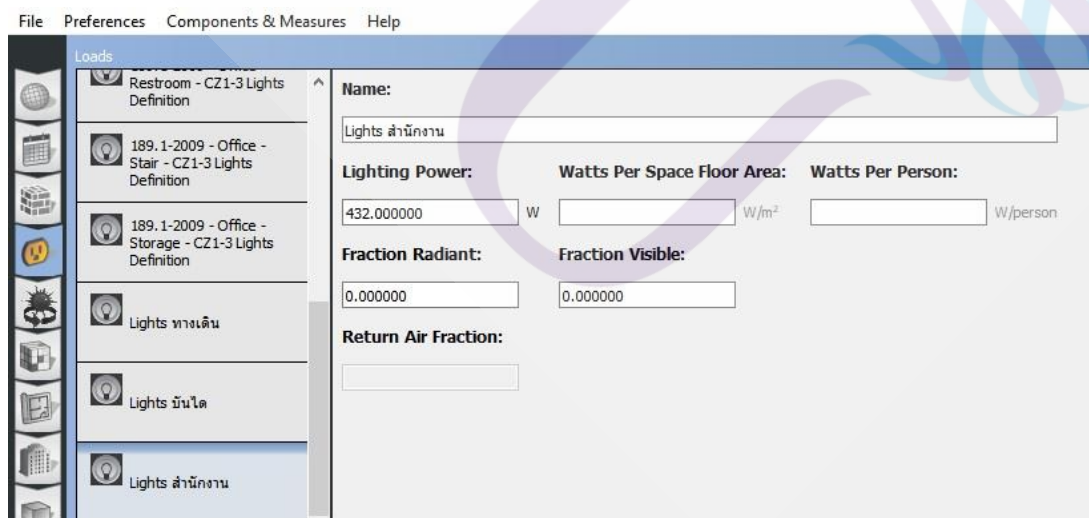 File Preferences Components & Measures Help
Loads
Restroom - CZ1-3 Lights
Definition
189.1-2009 - Office -
Stair - CZ1-3 Lights
Definition
189.1-2009 - Office -
Storage - CZ1-3 Lights
Definition
Lights ทางเดิน
Lights บันได
Lights สำนักงาน
Name:
Lights สำนักงาน
Lighting Power: Watts Per Space Floor Area: Watts Per Person:
432.000000 W W/m² W/person
Fraction Radiant: Fraction Visible:
0.000000 0.000000
Return Air Fraction: